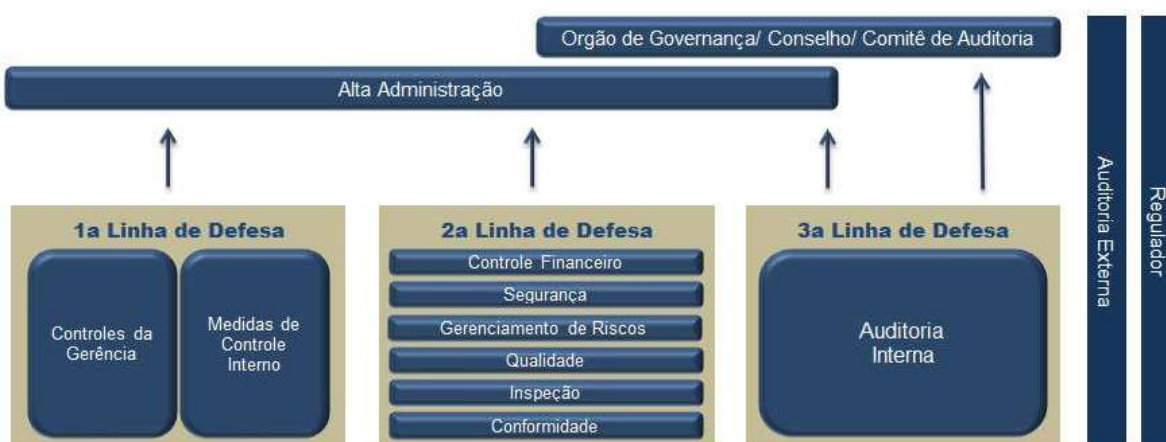 Orgão de Governança/ Conselho/ Comitê de Auditoria
Alta Administração
1a Linha de Defesa
Controles da
Gerência
Medidas de
Controle
Interno
2a Linha de Defesa
Controle Financeiro
Segurança
Gerenciamento de Riscos
Qualidade
Inspeção
Conformidade
3a Linha de Defesa
Auditoria
Interna
Auditoria Externa
Regulador